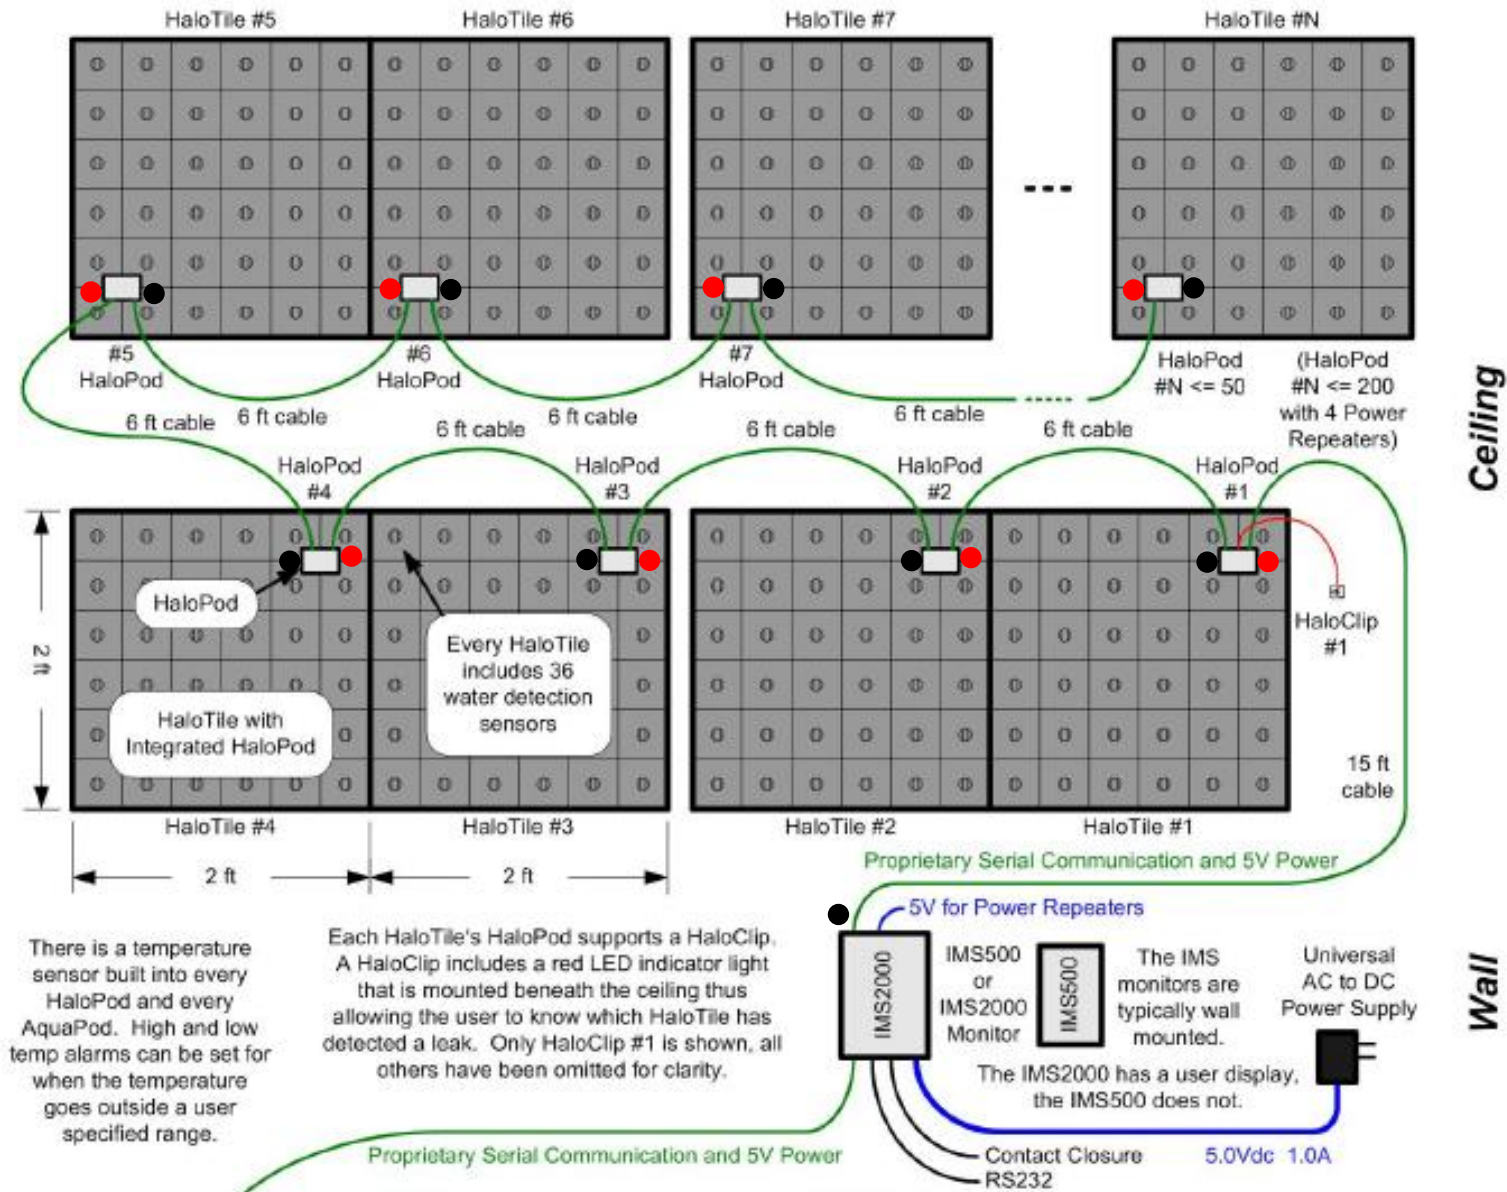 HaloTile #5
HaloTile #6
HaloTile #7
HaloTile #N
#5
HaloPod
#6
HaloPod
#7
HaloPod
HaloPod
#N <= 50
(HaloPod
#N <= 200
with 4 Power
Repeaters)
Ceiling
6 ft cable
6 ft cable
6 ft cable
6 ft cable
6 ft cable
6 ft cable
6 ft cable
HaloPod
#4
HaloPod
#3
HaloPod
#2
HaloPod
#1
HaloPod
Every HaloTile
includes 36
water detection
sensors
HaloTile with
Integrated HaloPod
2 ft
HaloClip
#1
15 ft
cable
HaloTile #4
HaloTile #3
HaloTile #2
HaloTile #1
2 ft
2 ft
Proprietary Serial Communication and 5V Power
5V for Power Repeaters
There is a temperature
sensor built into every
HaloPod and every
AquaPod. High and low
temp alarms can be set for
when the temperature
goes outside a user
specified range.
Each HaloTile's HaloPod supports a HaloClip.
A HaloClip includes a red LED indicator light
that is mounted beneath the ceiling thus
allowing the user to know which HaloTile has
detected a leak. Only HaloClip #1 is shown, all
others have been omitted for clarity.
IMS2000
IMS500
or
IMS2000
Monitor
IMS500
The IMS
monitors are
typically wall
mounted.
Universal
AC to DC
Power Supply
Wall
The IMS2000 has a user display,
the IMS500 does not.
Proprietary Serial Communication and 5V Power
Contact Closure
RS232
5.0Vdc 1.0A